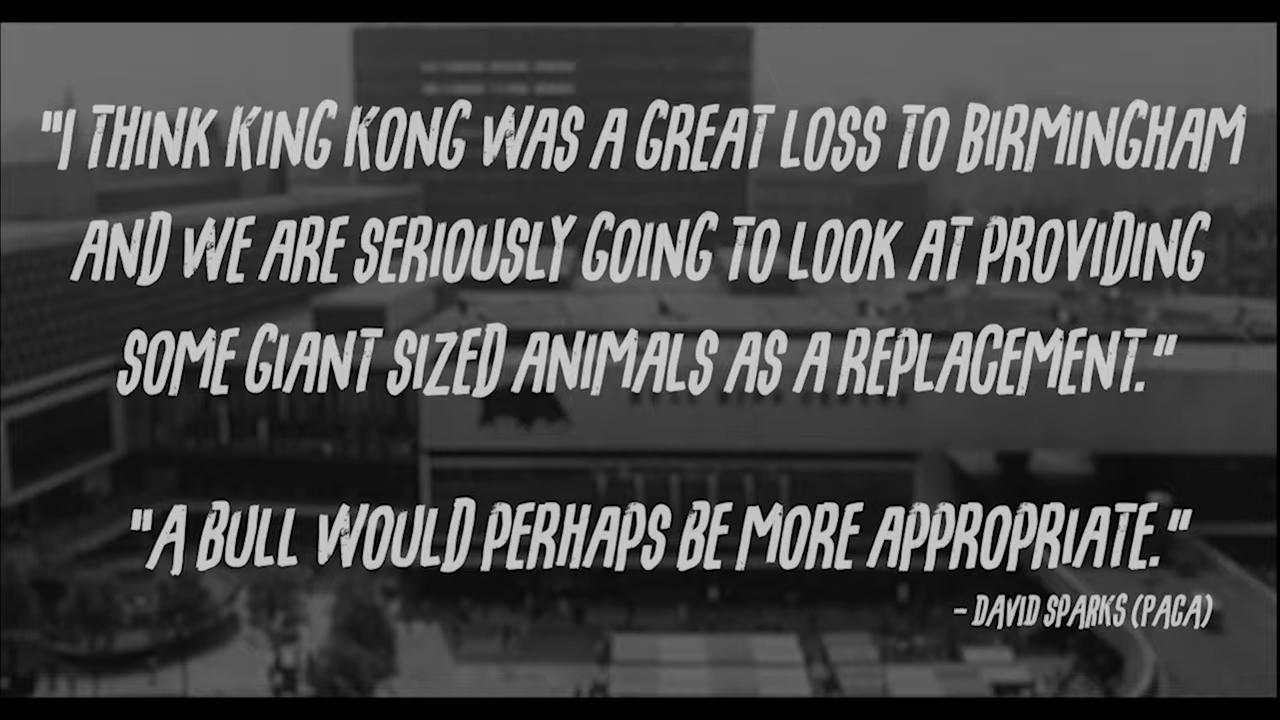 "I THINK KING KONG WAS A GREAT LOSS TO BIRMINGHAM
AND WE ARE SERIOUSLY GOING TO LOOK AT PROVIDING
SOME GIANT SIZED ANIMALS AS A REPLACEMENT."
"A BULL WOULD PERHAPS BE MORE APPROPRIATE."
- DAVID SPARKS (PAGA)